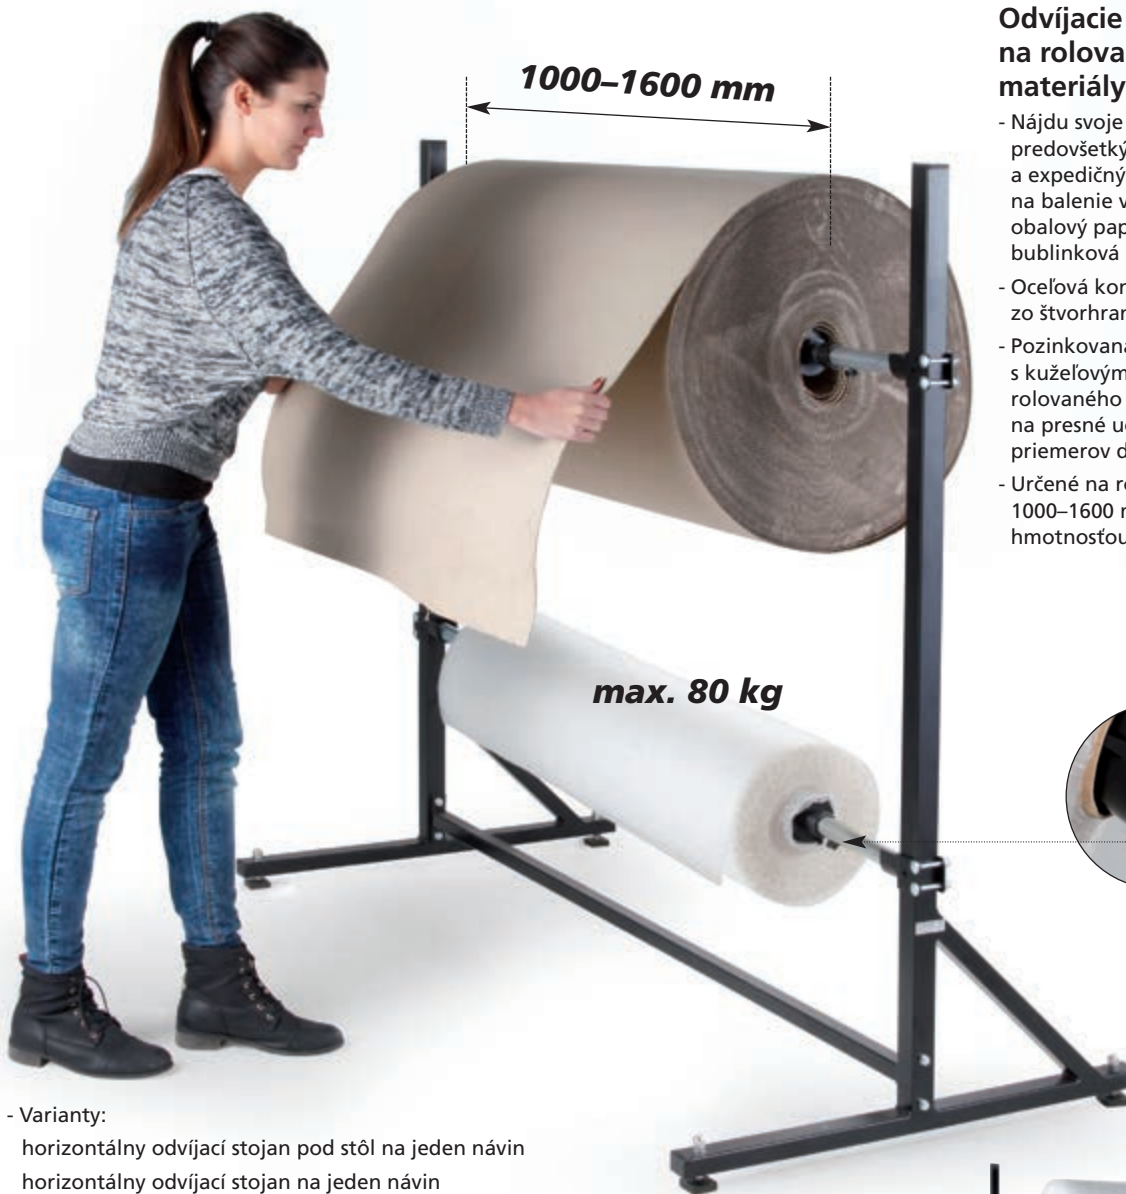 Odvíjacie
na rolova
materiály
- Nájdu svoje
predovšetký
a expedičný
na balenie v
obalový pap
bublinková
- Oceľová kon
zo štvorhran
- Pozinkovaná
s kužeľovým
rolovaného
na presné u
priemerov d
- Určené na r
1000–1600 m
hmotnosťou
1000–1600 mm
max. 80 kg
- Varianty:
horizontálny odvíjací stojan pod stôl na jeden návin
horizontálny odvíjací stojan na jeden návin